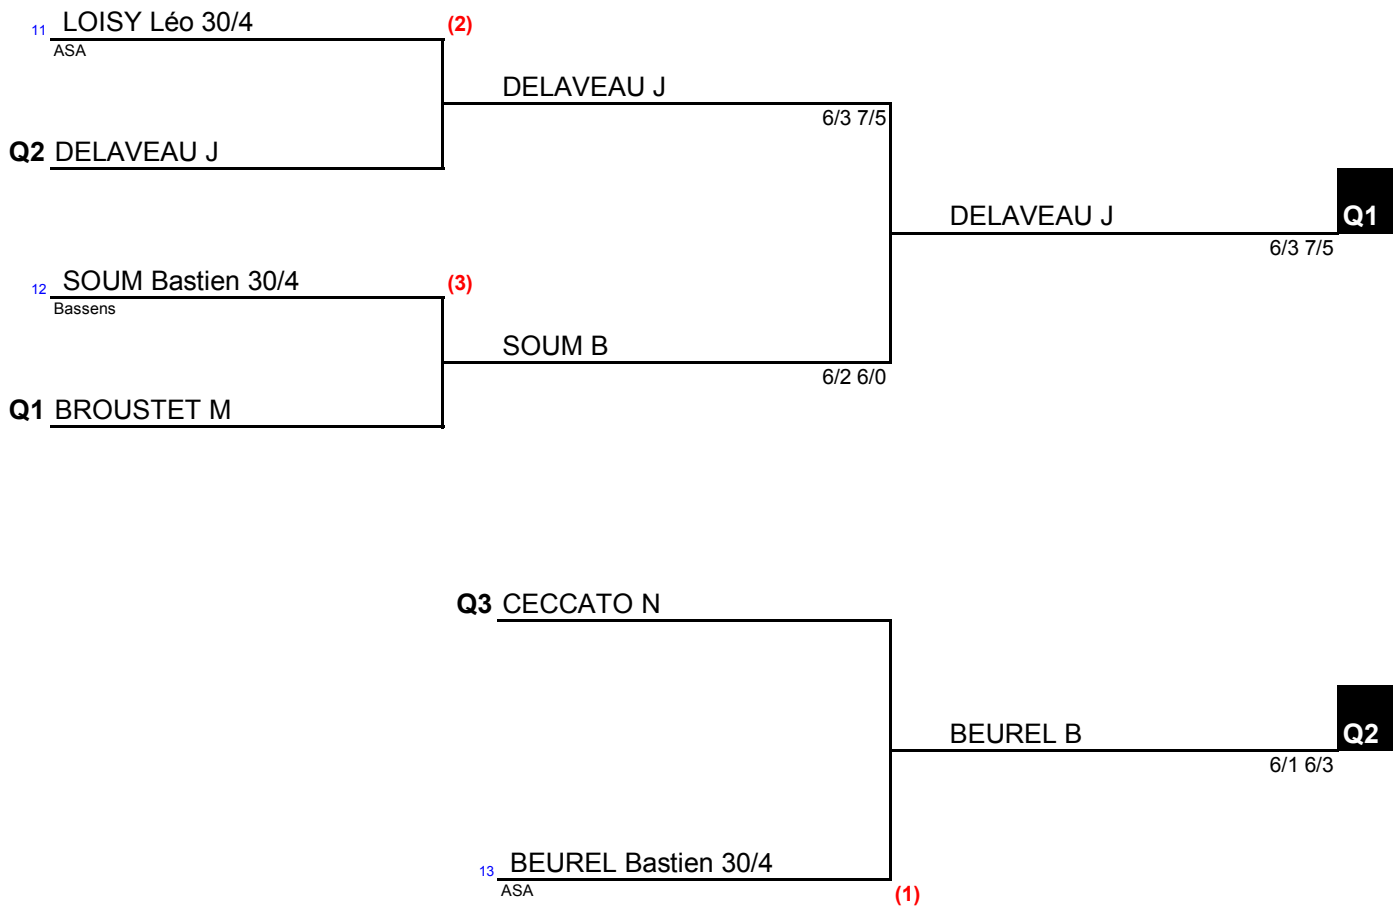 11 LOISY Léo 30/4 (2)
ASA
DELAVEAU J
6/3 7/5
Q2 DELAVEAU J
DELAVEAU J Q1
6/3 7/5
12 SOUM Bastien 30/4 (3)
Bassens
SOUM B
6/2 6/0
Q1 BROUSTET M
Q3 CECCATO N
BEUREL B Q2
6/1 6/3
13 BEUREL Bastien 30/4
ASA (1)